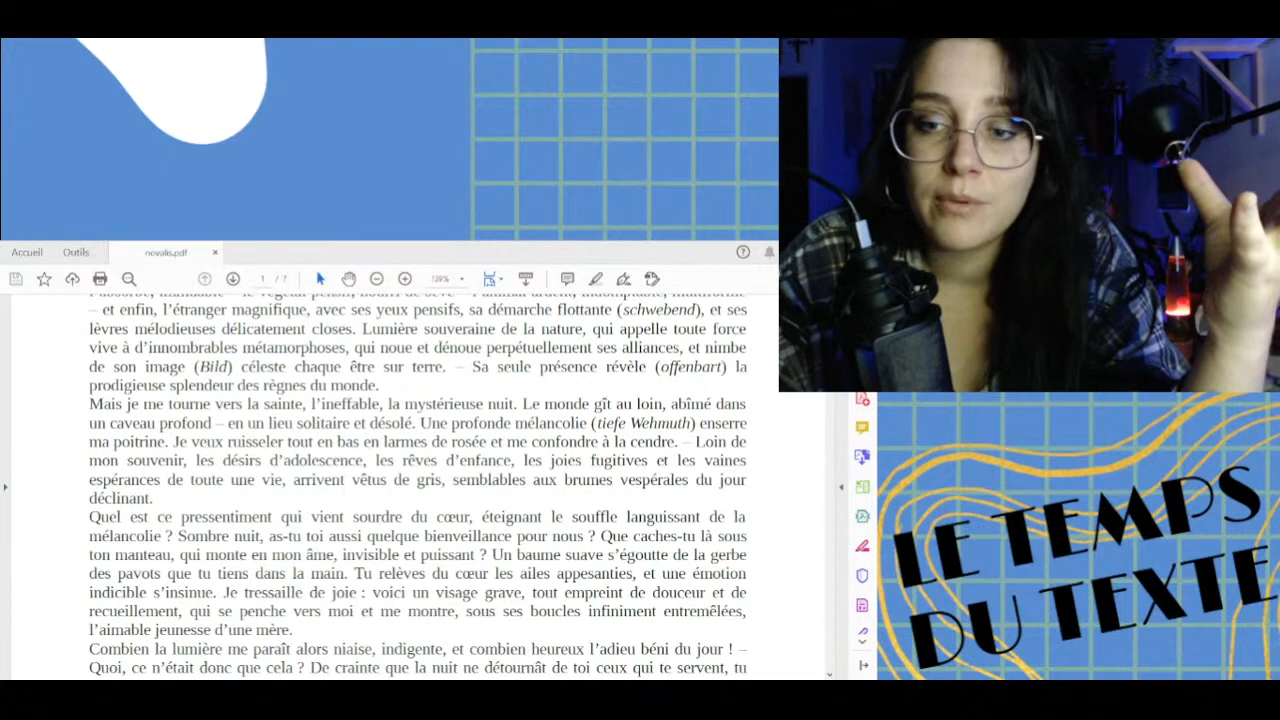 Accueil Outils novalis.pdf ×
1 / 7 139%
– et enfin, l’étranger magnifique, avec ses yeux pensifs, sa démarche flottante (schwebend), et ses
lèvres mélodieuses délicatement closes. Lumière souveraine de la nature, qui appelle toute force
vive à d’innombrables métamorphoses, qui noue et dénoue perpétuellement ses alliances, et nimbe
de son image (Bild) céleste chaque être sur terre. – Sa seule présence révèle (offenbart) la
prodigieuse splendeur des règnes du monde.
Mais je me tourne vers la sainte, l’ineffable, la mystérieuse nuit. Le monde gît au loin, abîmé dans
un caveau profond – en un lieu solitaire et désolé. Une profonde mélancolie (tiefe Wehmuth) enserre
ma poitrine. Je veux ruisseler tout en bas en larmes de rosée et me confondre à la cendre. – Loin de
mon souvenir, les désirs d’adolescence, les rêves d’enfance, les joies fugitives et les vaines
espérances de toute une vie, arrivent vêtus de gris, semblables aux brumes vespérales du jour
déclinant.
Quel est ce pressentiment qui vient sourdre du cœur, éteignant le souffle languissant de la
mélancolie ? Sombre nuit, as-tu toi aussi quelque bienveillance pour nous ? Que caches-tu là sous
ton manteau, qui monte en mon âme, invisible et puissant ? Un baume suave s’égoutte de la gerbe
des pavots que tu tiens dans la main. Tu relèves du cœur les ailes appesanties, et une émotion
indicible s’insinue. Je tressaille de joie : voici un visage grave, tout empreint de douceur et de
recueillement, qui se penche vers moi et me montre, sous ses boucles infiniment entremêlées,
l’aimable jeunesse d’une mère.
Combien la lumière me paraît alors niaise, indigente, et combien heureux l’adieu béni du jour ! –
Quoi, ce n’était donc que cela ? De crainte que la nuit ne détournât de toi ceux qui te servent, tu
LE TEMPS
DU TEXTE